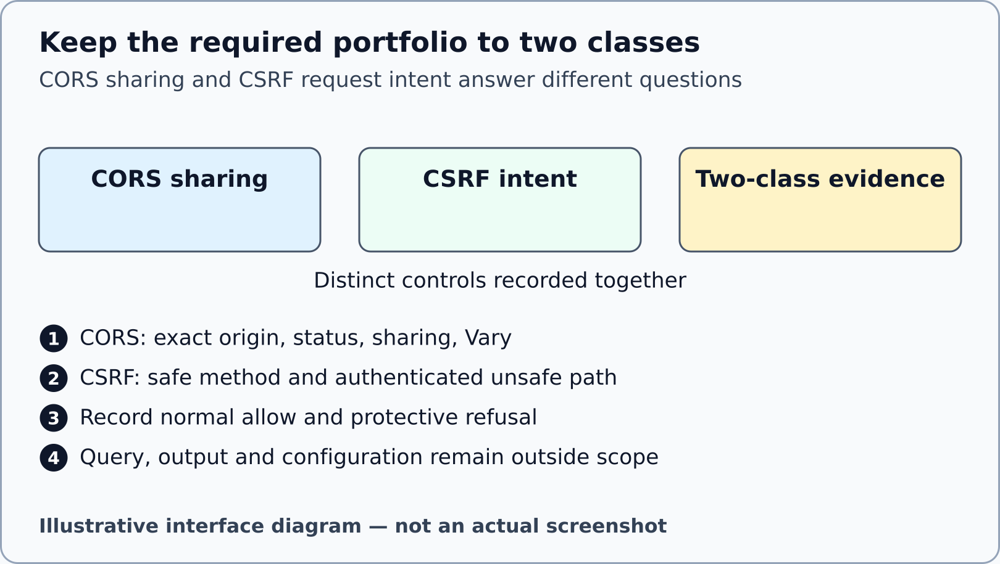 Keep the required portfolio to two classes
CORS sharing and CSRF request intent answer different questions
CORS sharing
CSRF intent
Two-class evidence
Distinct controls recorded together
1 CORS: exact origin, status, sharing, Vary
2 CSRF: safe method and authenticated unsafe path
3 Record normal allow and protective refusal
4 Query, output and configuration remain outside scope
Illustrative interface diagram — not an actual screenshot